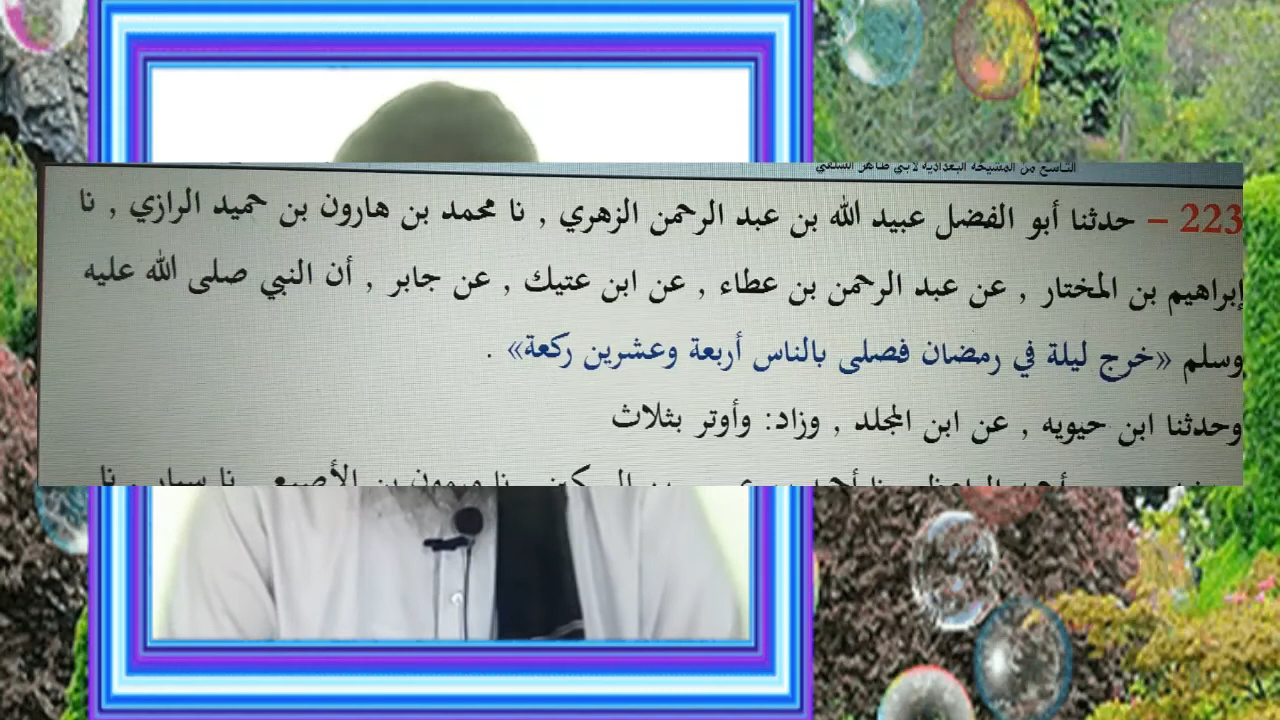 التاسع من المشيخة البغدادية لأبي طاهر السلفي
223 – حدثنا أبو الفضل عبيد الله بن عبد الرحمن الزهري , نا محمد بن هارون بن حميد الرازي , نا
إبراهيم بن المختار , عن عبد الرحمن بن عطاء , عن ابن عتيك , عن جابر , أن النبي صلى الله عليه
وسلم «خرج ليلة في رمضان فصلى بالناس أربعة وعشرين ركعة» .
وحدثنا ابن حيويه , عن ابن المجلد , وزاد: وأوتر بثلاث